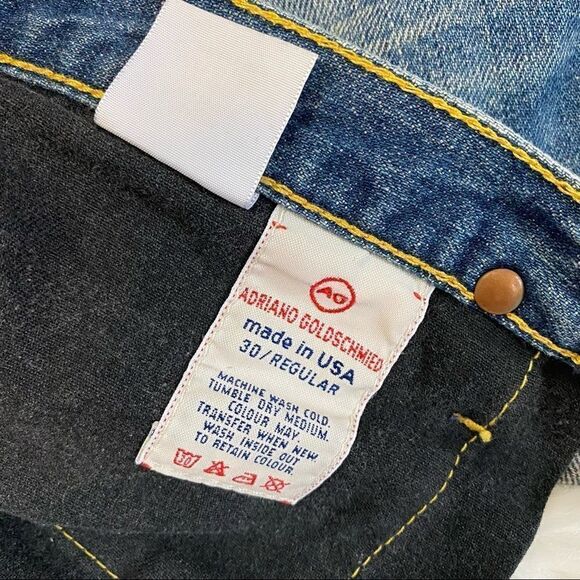 AG
ADRIANO GOLDSCHMIED
made in USA
30/REGULAR
MACHINE WASH COLD.
TUMBLE DRY MEDIUM.
COLOUR MAY
TRANSFER WHEN NEW
WASH INSIDE OUT
TO RETAIN COLOUR.